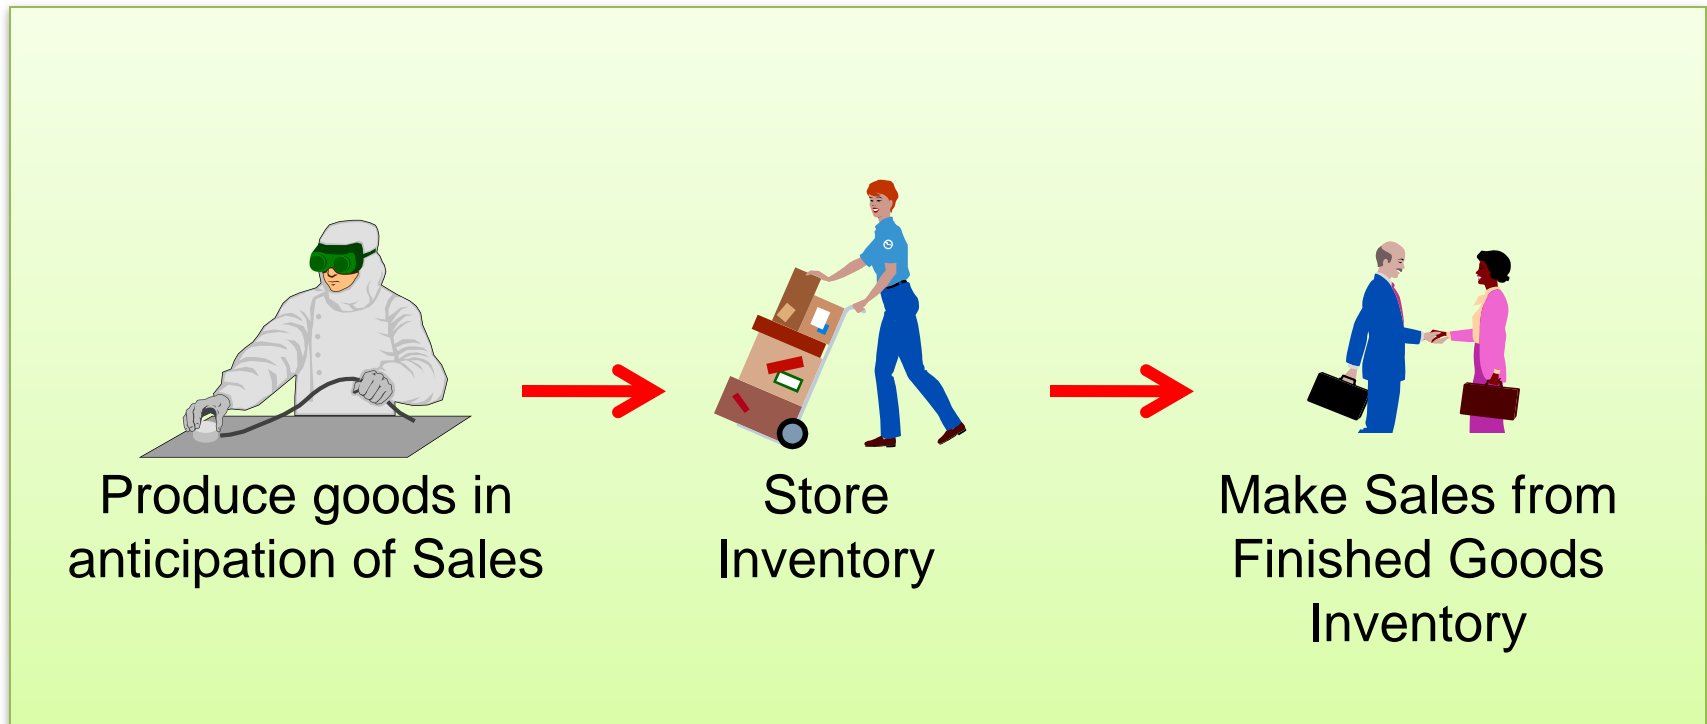 Produce goods in
anticipation of Sales
Store
Inventory
Make Sales from
Finished Goods
Inventory